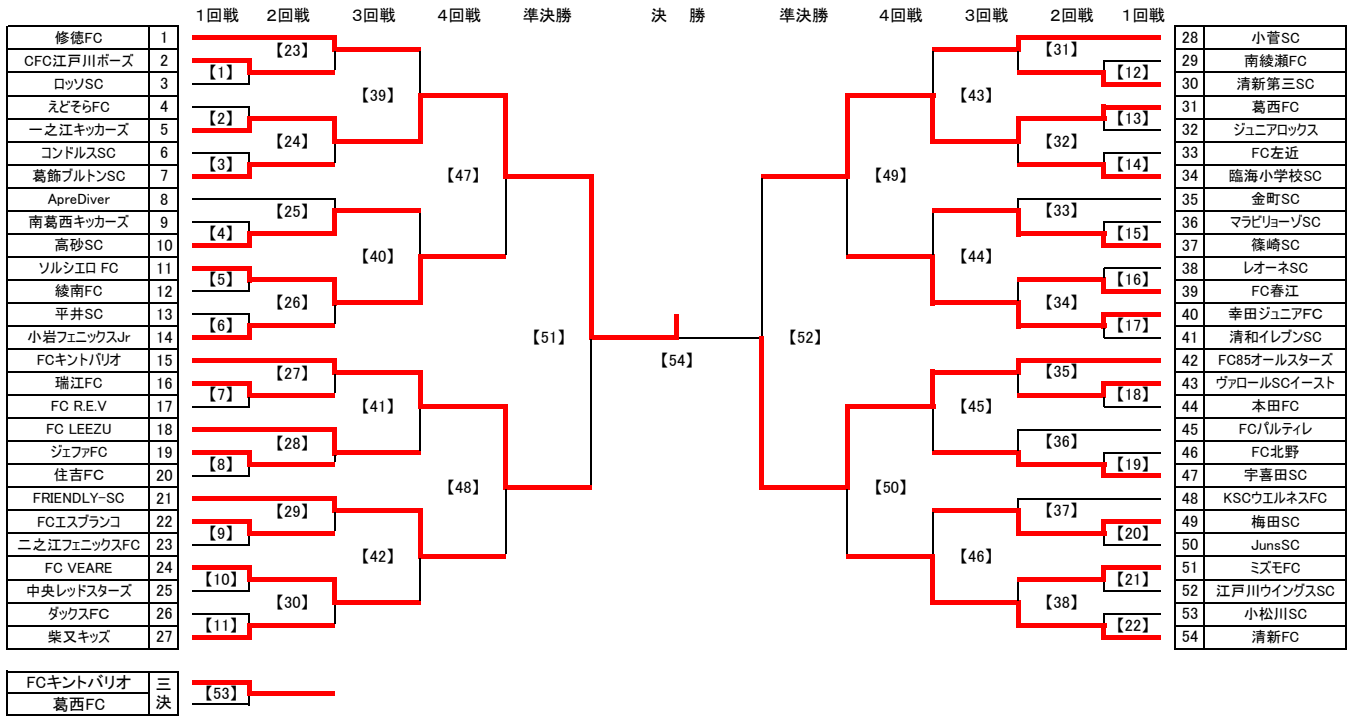 1回戦 2回戦 3回戦 4回戦 準決勝 決 勝 準決勝 4回戦 3回戦 2回戦 1回戦
修徳FC 1
CFC江戸川ボーズ 2
ロッソSC 3
えどそらFC 4
一之江キッカーズ 5
コンドルスSC 6
葛飾ブルトンSC 7
ApreDiver 8
南葛西キッカーズ 9
高砂SC 10
ソルシエロ FC 11
綾南FC 12
平井SC 13
小岩フェニックスJr 14
FCキントバリオ 15
瑞江FC 16
FC R.E.V 17
FC LEEZU 18
ジェファFC 19
住吉FC 20
FRIENDLY-SC 21
FCエスブランコ 22
二之江フェニックスFC 23
FC VEARE 24
中央レッドスターズ 25
ダックスFC 26
柴又キッズ 27
【1】
【2】
【3】
【4】
【5】
【6】
【7】
【8】
【9】
【10】
【11】
【23】
【24】
【25】
【26】
【27】
【28】
【29】
【30】
【39】
【40】
【41】
【42】
【47】
【48】
【51】
【54】
【52】
【49】
【50】
【43】
【44】
【45】
【46】
【31】
【32】
【33】
【34】
【35】
【36】
【37】
【38】
【12】
【13】
【14】
【15】
【16】
【17】
【18】
【19】
【20】
【21】
【22】
28 小菅SC
29 南綾瀬FC
30 清新第三SC
31 葛西FC
32 ジュニアロックス
33 FC左近
34 臨海小学校SC
35 金町SC
36 マラビリョーゾSC
37 篠崎SC
38 レオーネSC
39 FC春江
40 幸田ジュニアFC
41 清和イレブンSC
42 FC85オールスターズ
43 ヴァロールSCイースト
44 本田FC
45 FCパルティレ
46 FC北野
47 宇喜田SC
48 KSCウエルネスFC
49 梅田SC
50 JunsSC
51 ミズモFC
52 江戸川ウイングスSC
53 小松川SC
54 清新FC
FCキントバリオ
葛西FC
三決
【53】